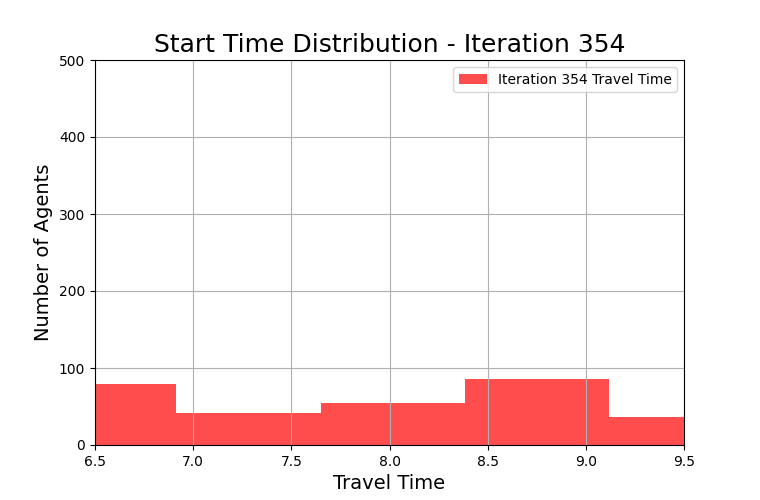 Start Time Distribution - Iteration 354
500
Iteration 354 Travel Time
400
300
200
100
0
Number of Agents
6.5 7.0 7.5 8.0 8.5 9.0 9.5
Travel Time